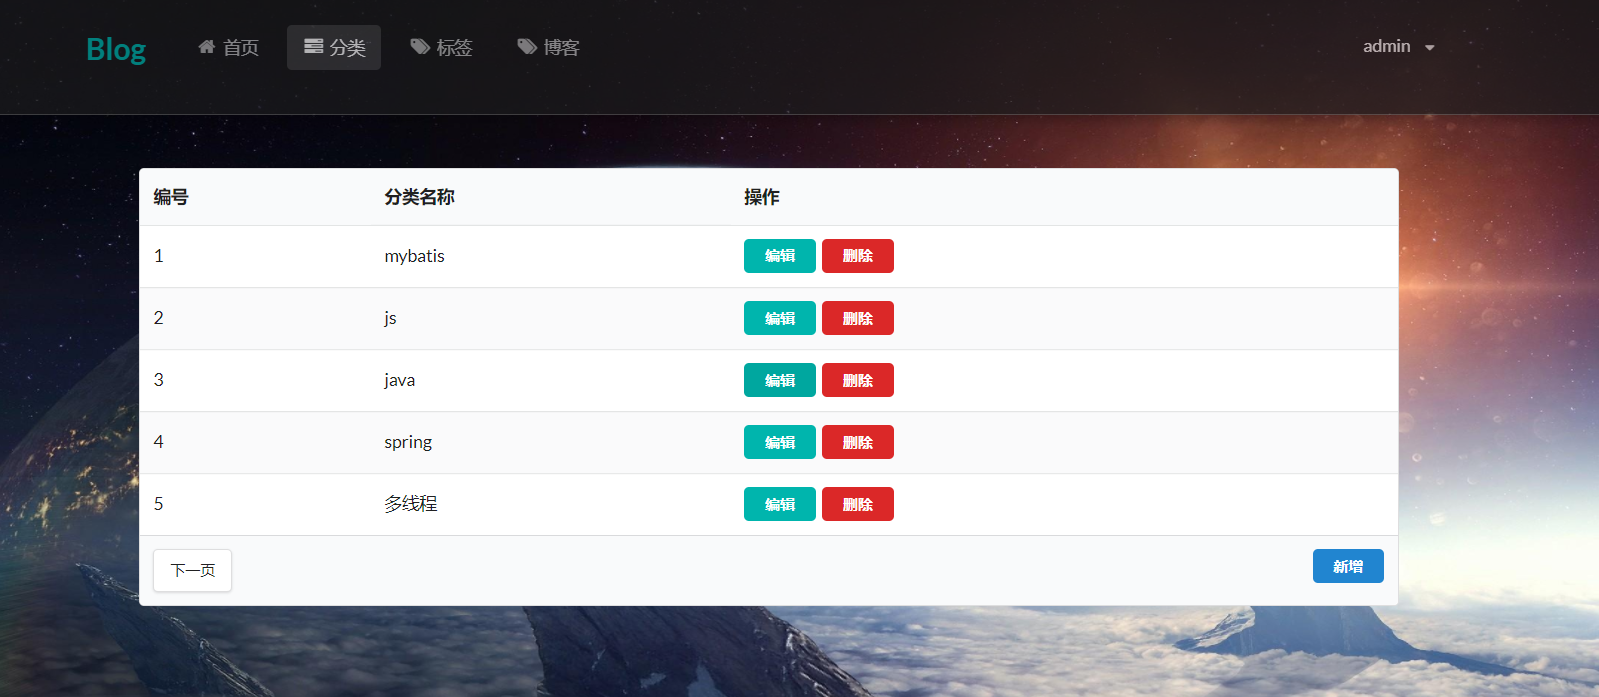 Blog 首页 分类 标签 博客 admin
编号 分类名称 操作
1 mybatis 编辑 删除
2 js 编辑 删除
3 java 编辑 删除
4 spring 编辑 删除
5 多线程 编辑 删除
下一页 新增